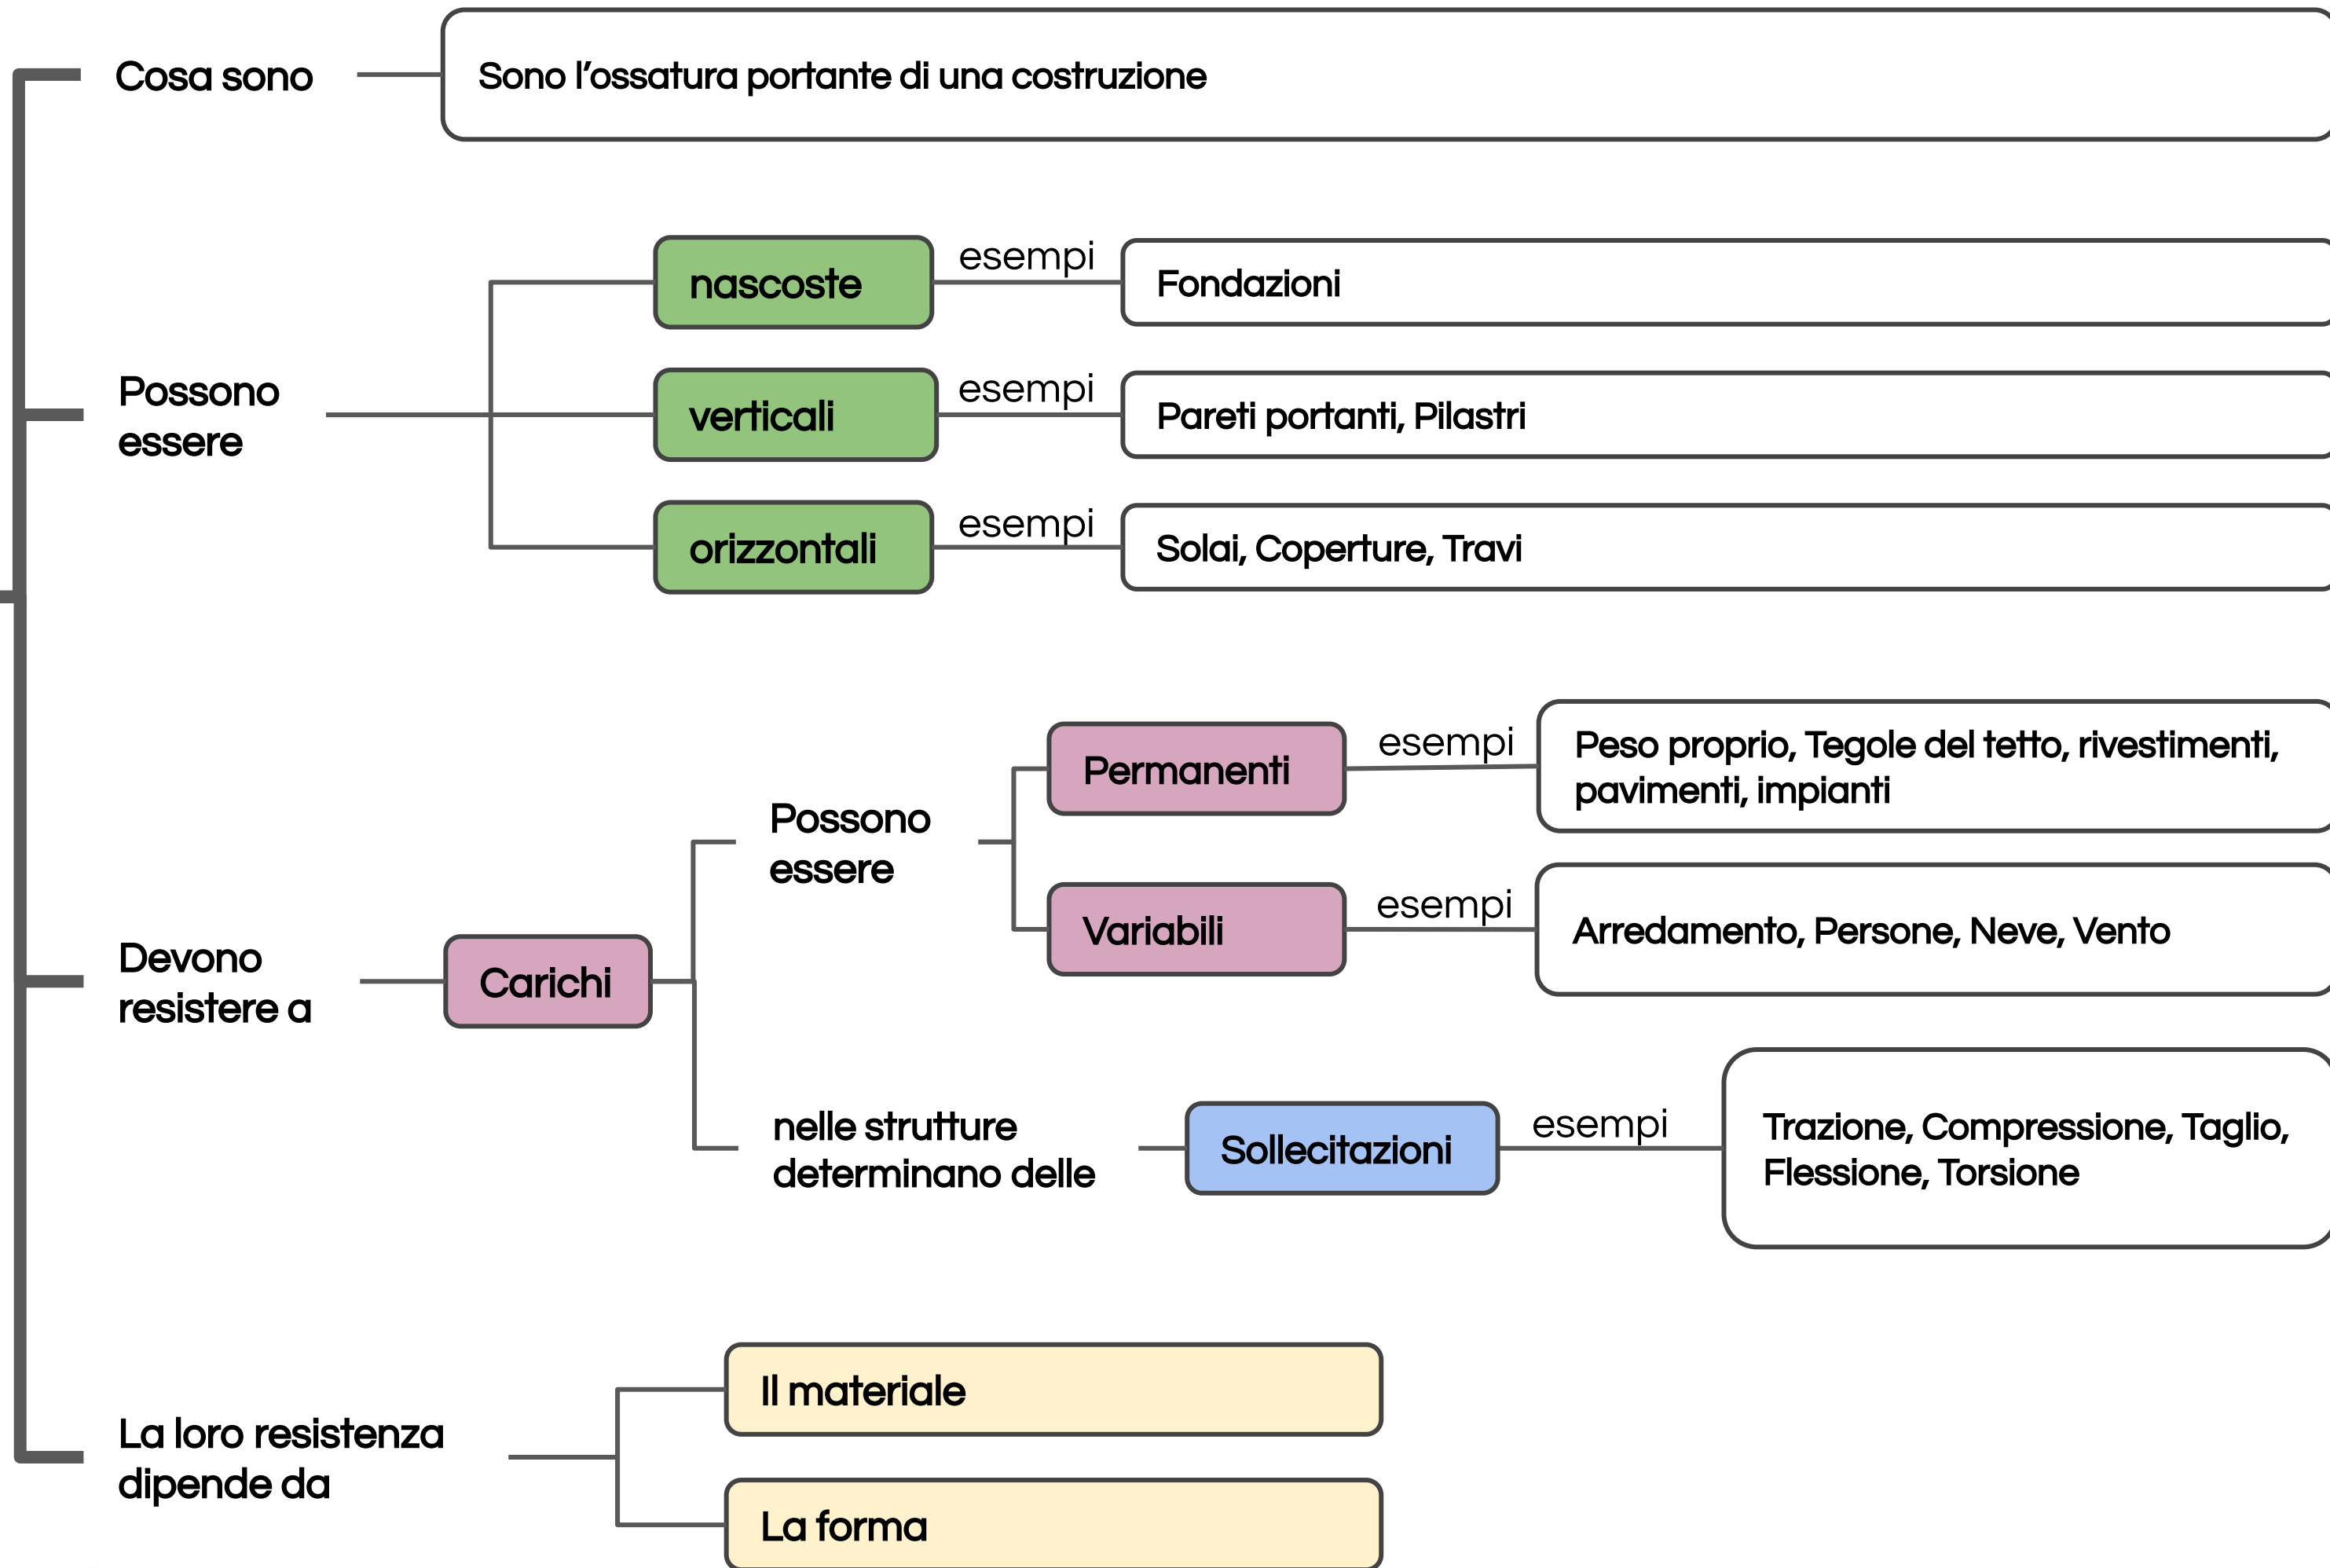 Cosa sono
Sono l’ossatura portante di una costruzione
Possono
essere
nascoste
esempi
Fondazioni
verticali
esempi
Pareti portanti, Pilastri
orizzontali
esempi
Solai, Coperture, Travi
Devono
resistere a
Carichi
Possono
essere
Permanenti
esempi
Peso proprio, Tegole del tetto, rivestimenti,
pavimenti, impianti
Variabili
esempi
Arredamento, Persone, Neve, Vento
nelle strutture
determinano delle
Sollecitazioni
esempi
Trazione, Compressione, Taglio,
Flessione, Torsione
La loro resistenza
dipende da
Il materiale
La forma